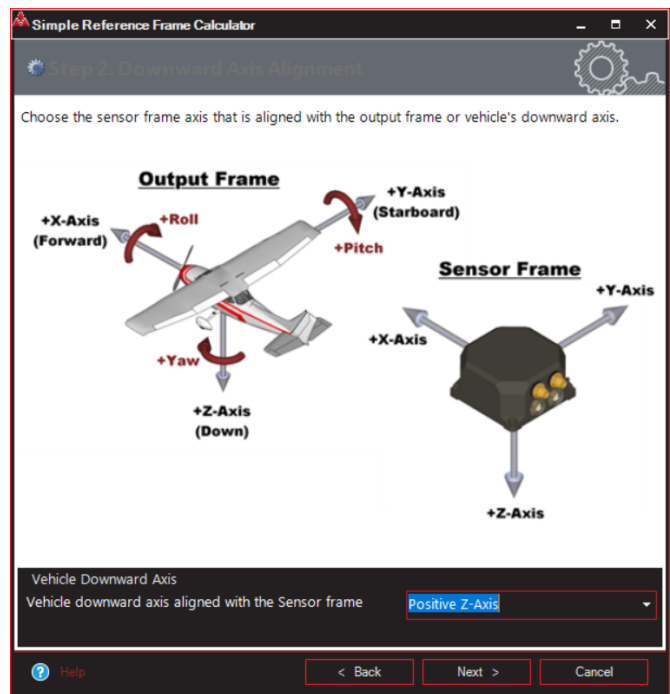 Simple Reference Frame Calculator
Step 2: Downward Axis Alignment
Choose the sensor frame axis that is aligned with the output frame or vehicle's downward axis.
Output Frame
+X-Axis
(Forward)
+Roll
+Y-Axis
(Starboard)
+Pitch
+Yaw
+Z-Axis
(Down)
Sensor Frame
+X-Axis
+Y-Axis
+Z-Axis
Vehicle Downward Axis
Vehicle downward axis aligned with the Sensor frame
Positive Z-Axis
Help
< Back
Next >
Cancel